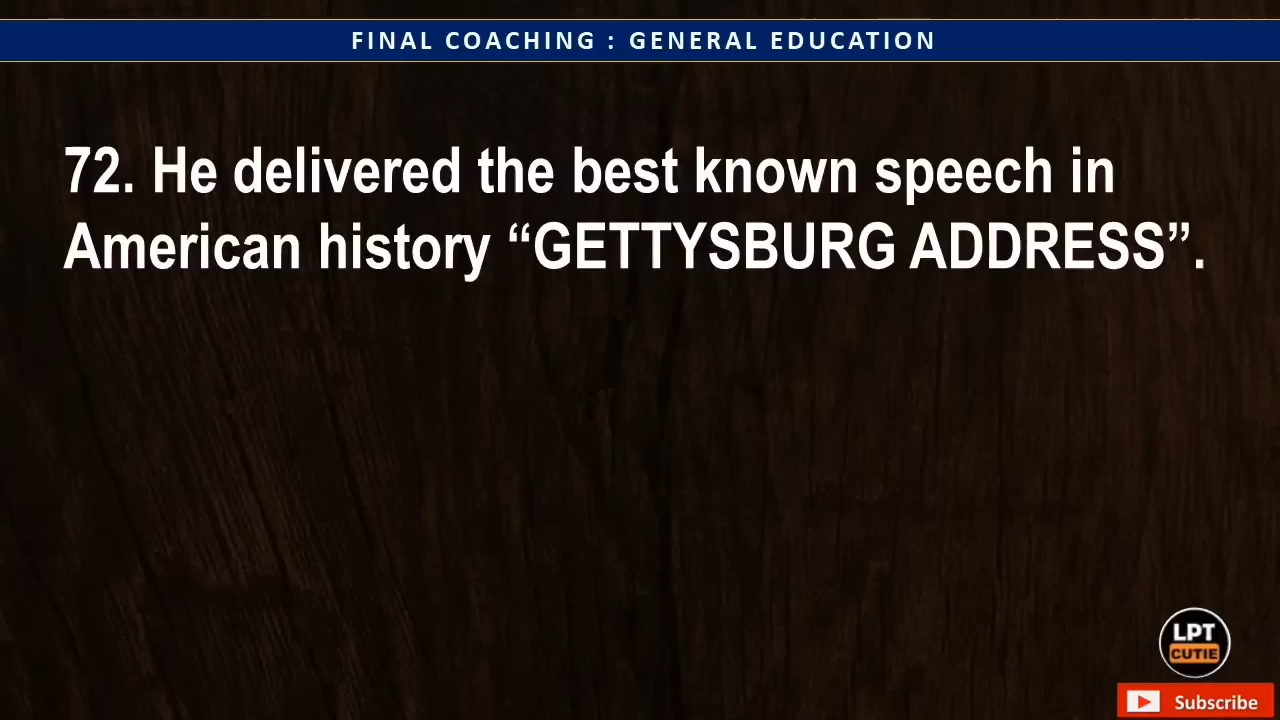 FINAL COACHING : GENERAL EDUCATION
72. He delivered the best known speech in
American history “GETTYSBURG ADDRESS”.
LPT
CUTIE
Subscribe